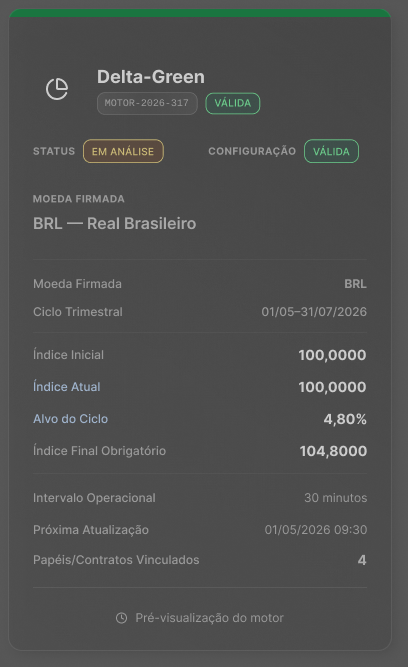 Delta-Green
MOTOR-2026-317 VÁLIDA
STATUS EM ANÁLISE CONFIGURAÇÃO VÁLIDA
MOEDA FIRMADA
BRL — Real Brasileiro
Moeda Firmada BRL
Ciclo Trimestral 01/05–31/07/2026
Índice Inicial 100,0000
Índice Atual 100,0000
Alvo do Ciclo 4,80%
Índice Final Obrigatório 104,8000
Intervalo Operacional 30 minutos
Próxima Atualização 01/05/2026 09:30
Papéis/Contratos Vinculados 4
Pré-visualização do motor